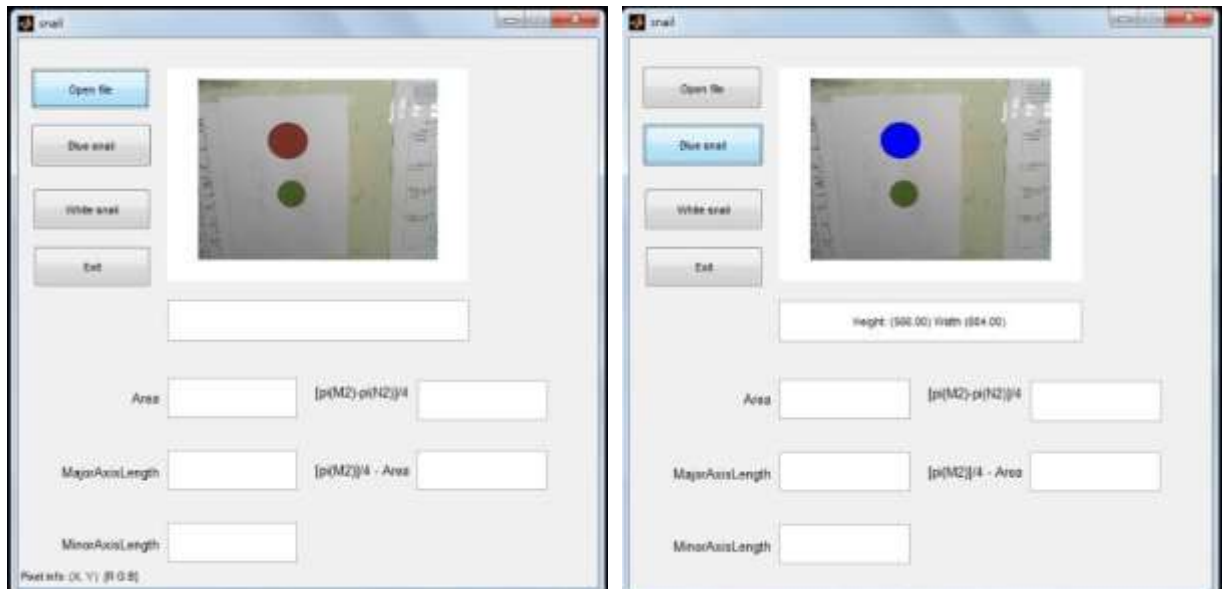 snail
Open file
Blue snail
White snail
Exit
Area
[pi(M2)-pi(N2)]/4
MajorAxisLength
[pi(M2)]/4 - Area
MinorAxisLength
Pixel info: (X, Y) [R G B]
snail
Open file
Blue snail
White snail
Exit
Height: Width
Area
[pi(M2)-pi(N2)]/4
MajorAxisLength
[pi(M2)]/4 - Area
MinorAxisLength